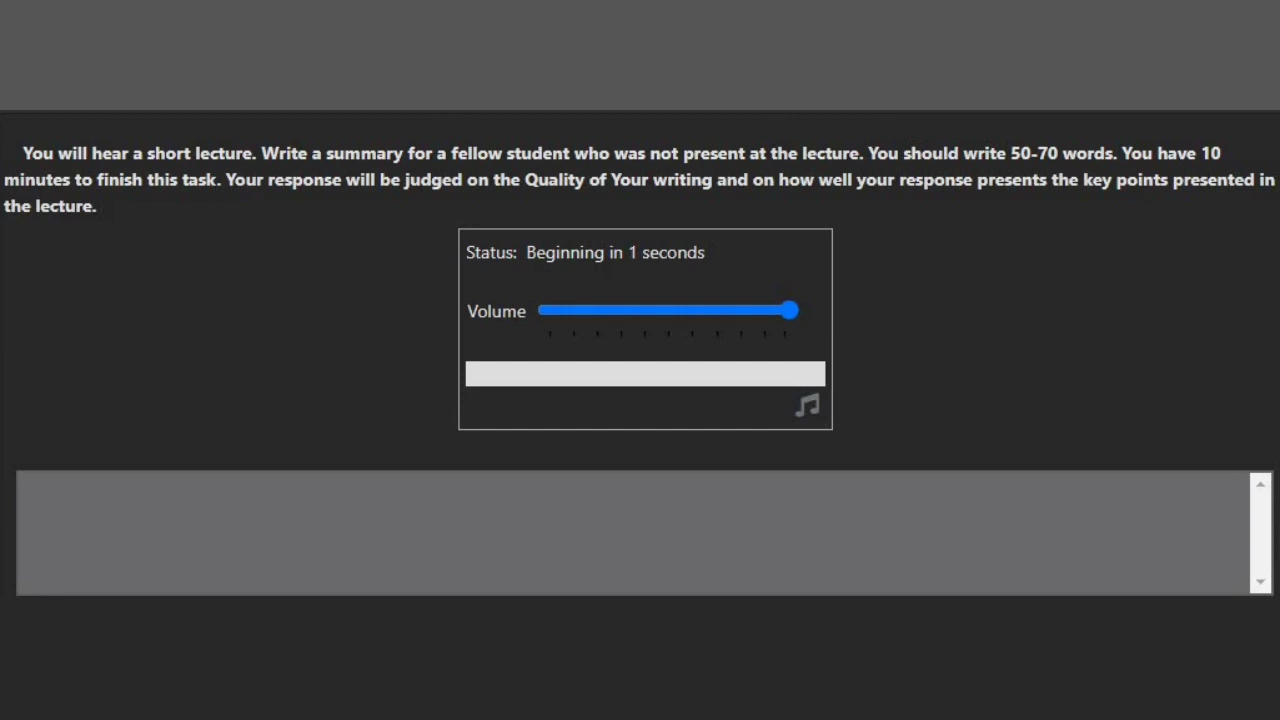 You will hear a short lecture. Write a summary for a fellow student who was not present at the lecture. You should write 50-70 words. You have 10
minutes to finish this task. Your response will be judged on the Quality of Your writing and on how well your response presents the key points presented in
the lecture.
Status: Beginning in 1 seconds
Volume